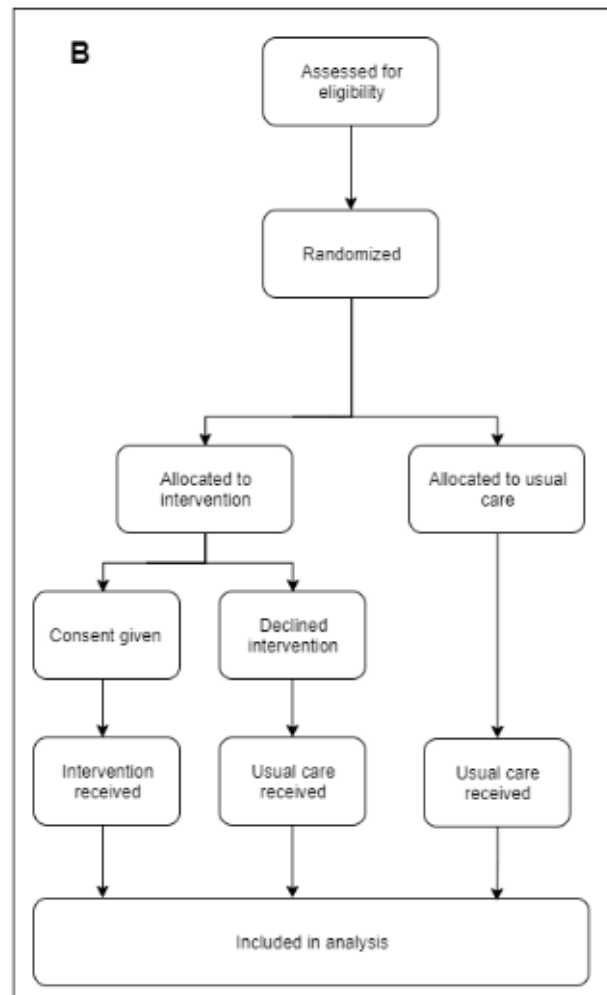 B
Assessed for
eligibility
Randomized
Allocated to
intervention
Allocated to usual
care
Consent given
Declined
intervention
Intervention
received
Usual care
received
Usual care
received
Included in analysis